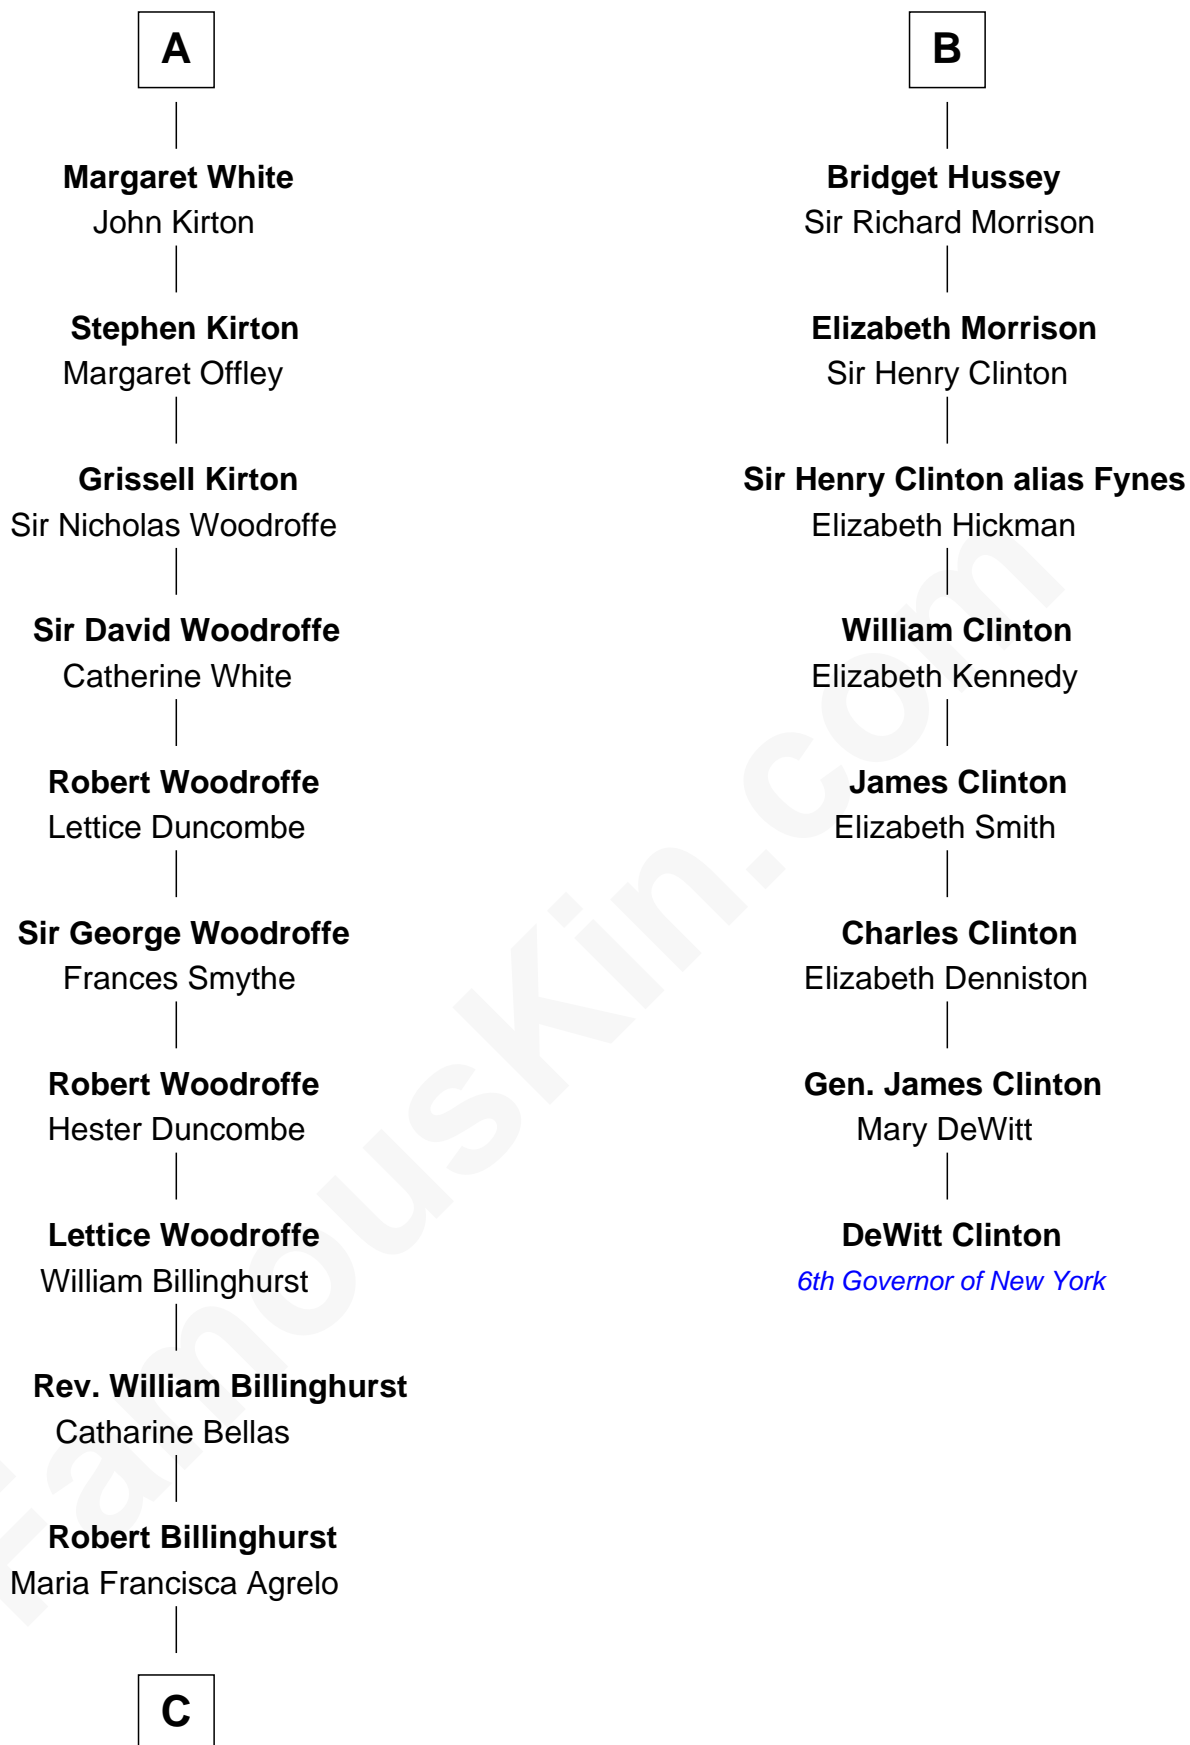 A
Margaret White
John Kirton
Stephen Kirton
Margaret Offley
Grissell Kirton
Sir Nicholas Woodroffe
Sir David Woodroffe
Catherine White
Robert Woodroffe
Lettice Duncombe
Sir George Woodroffe
Frances Smythe
Robert Woodroffe
Hester Duncombe
Lettice Woodroffe
William Billinghurst
Rev. William Billinghurst
Catharine Bellas
Robert Billinghurst
Maria Francisca Agrelo
C
B
Bridget Hussey
Sir Richard Morrison
Elizabeth Morrison
Sir Henry Clinton
Sir Henry Clinton alias Fynes
Elizabeth Hickman
William Clinton
Elizabeth Kennedy
James Clinton
Elizabeth Smith
Charles Clinton
Elizabeth Denniston
Gen. James Clinton
Mary DeWitt
DeWitt Clinton
6th Governor of New York
FamousKin.com